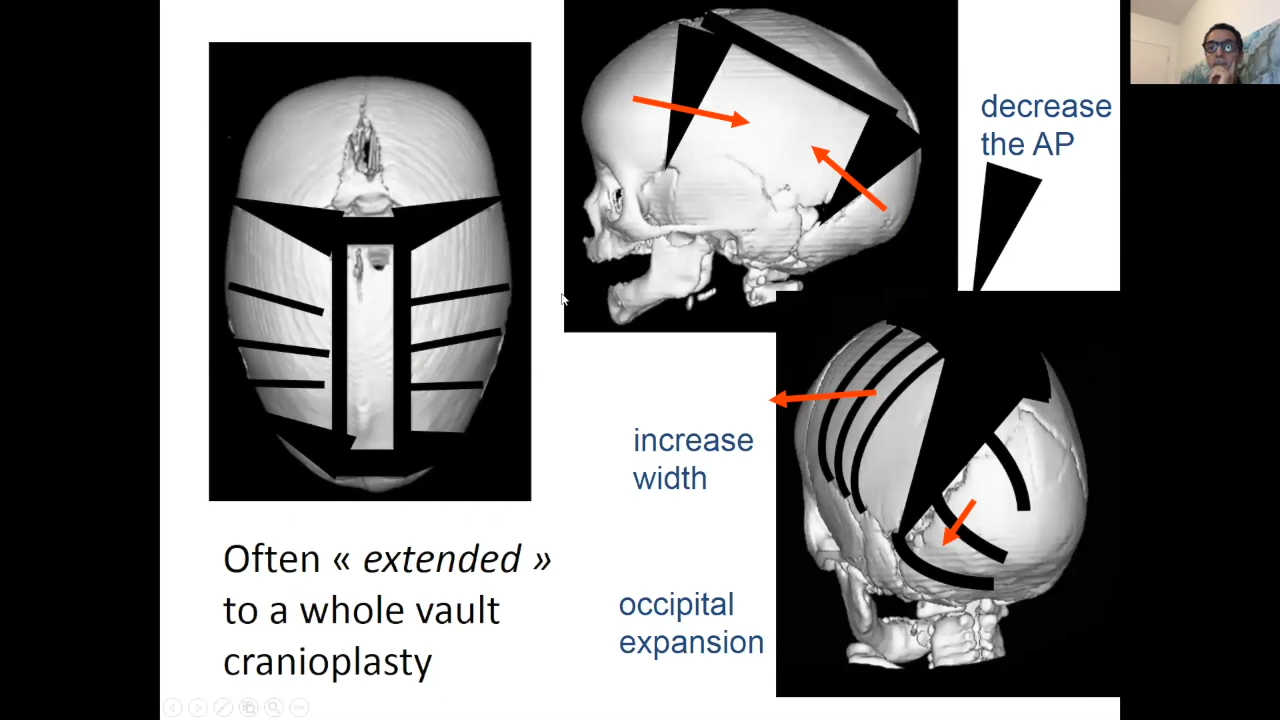 decrease
the AP
increase
width
occipital
expansion
Often « extended »
to a whole vault
cranioplasty